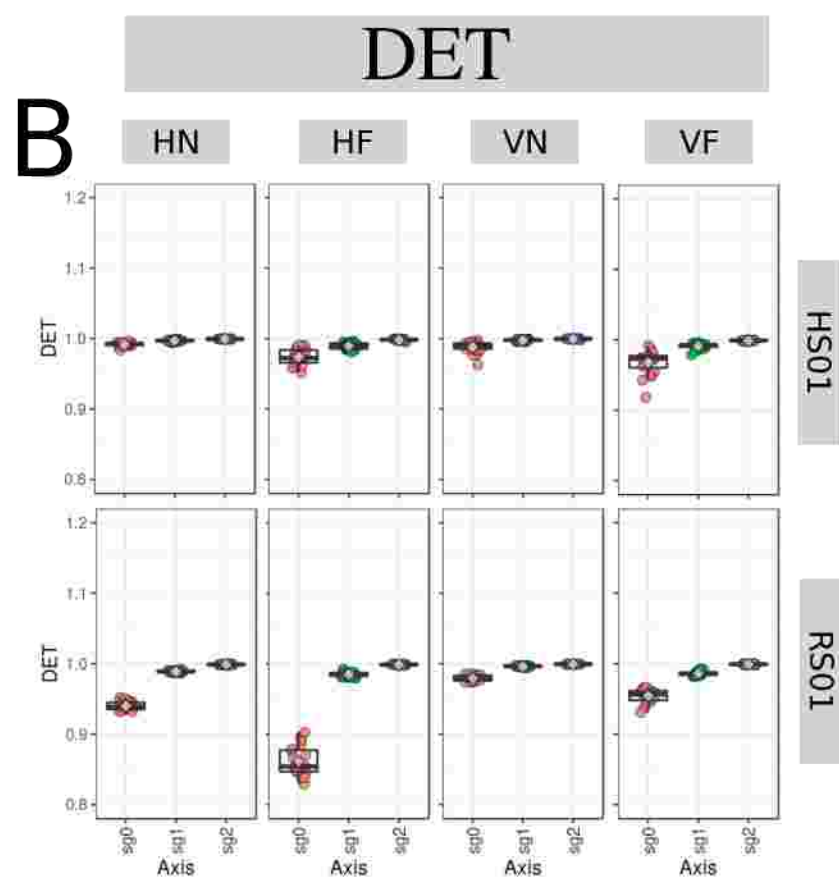 DET
B
HN HF VN VF
1.2
1.1
1.0
0.9
0.8
DET
HS01
1.2
1.1
1.0
0.9
0.8
DET
RS01
sg0 sg1 sg2 sg0 sg1 sg2 sg0 sg1 sg2 sg0 sg1 sg2
Axis Axis Axis Axis